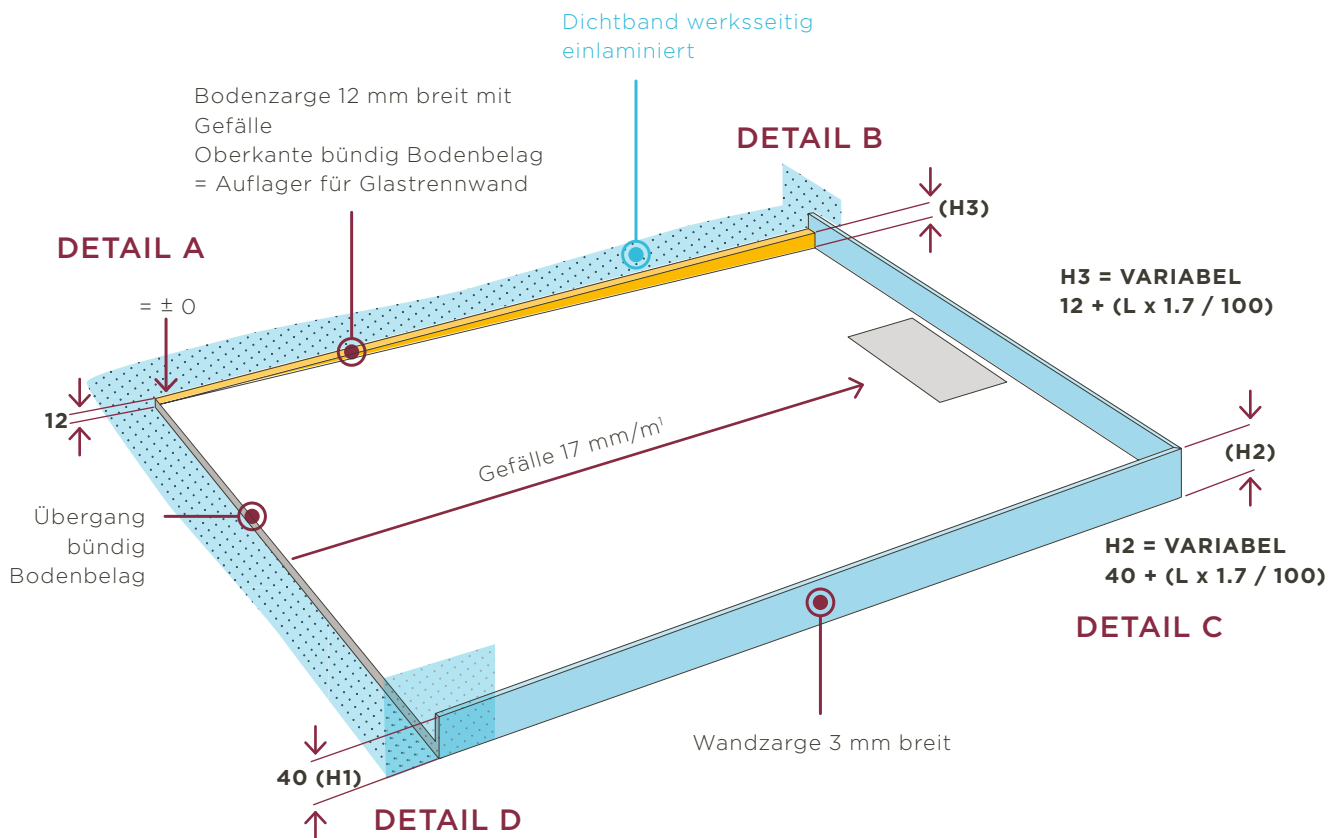 Dichtband werksseitig
einlaminiert
Bodenzarge 12 mm breit mit
Gefälle
Oberkante bündig Bodenbelag
= Auflager für Glastrennwand
DETAIL B
(H3)
DETAIL A
= ± 0
H3 = VARIABEL
12 + (L x 1.7 / 100)
12
Gefälle 17 mm/m¹
(H2)
Übergang
bündig
Bodenbelag
H2 = VARIABEL
40 + (L x 1.7 / 100)
DETAIL C
Wandzarge 3 mm breit
40 (H1)
DETAIL D